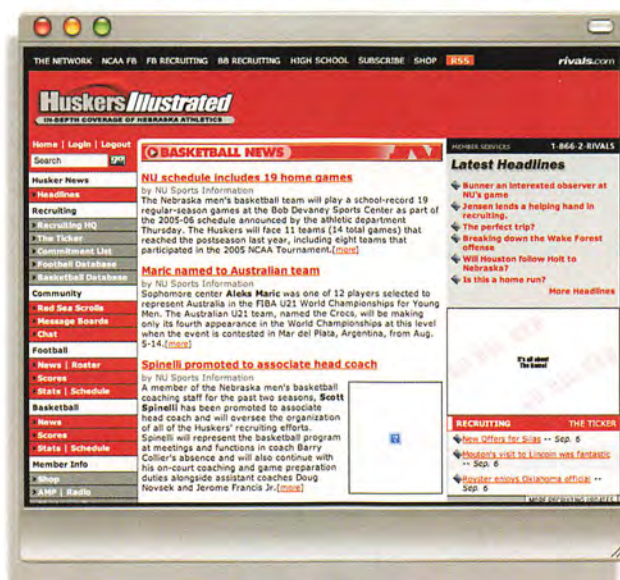 THE NETWORK NCAA FB FB RECRUITING BB RECRUITING HIGH SCHOOL SUBSCRIBE SHOP RSS rivals.com
Huskers Illustrated
IN-DEPTH COVERAGE OF NEBRASKA ATHLETICS
Home | Login | Logout
Search go
Husker News
Headlines
Recruiting
Recruiting HQ
The Ticker
Commitment List
Football Database
Basketball Database
Community
Red Sea Scrolls
Message Boards
Chat
Football
News | Roster
Scores
Stats | Schedule
Basketball
News
Scores
Stats | Schedule
Member Info
Shop
AMP | Radio
BASKETBALL NEWS
NU schedule includes 19 home games
by NU Sports Information
The Nebraska men's basketball team will play a school-record 19
regular-season games at the Bob Devaney Sports Center as part of
the 2005-06 schedule announced by the athletic department
Thursday. The Huskers will face 11 teams (14 total games) that
reached the postseason last year, including eight teams that
participated in the 2005 NCAA Tournament.[more]
Maric named to Australian team
by NU Sports Information
Sophomore center Aleks Maric was one of 12 players selected to
represent Australia in the FIBA U21 World Championships for Young
Men. The Australian U21 team, named the Crocs, will be making
only its fourth appearance in the World Championships at this level
when the event is contested in Mar del Plata, Argentina, from Aug.
5-14.[more]
Spinelli promoted to associate head coach
by NU Sports Information
A member of the Nebraska men's basketball
coaching staff for the past two seasons, Scott
Spinelli has been promoted to associate
head coach and will oversee the organization
of all of the Huskers' recruiting efforts.
Spinelli will represent the basketball program
at meetings and functions in coach Barry
Collier's absence and will also continue with
his on-court coaching and game preparation
duties alongside assistant coaches Doug
Novsek and Jerome Francis Jr.[more]
MEMBER SERVICES 1-866-2-RIVALS
Latest Headlines
Bunner an interested observer at
NU's game
Jensen lends a helping hand in
recruiting.
The perfect trip?
Breaking down the Wake Forest
offense
Will Houston follow Holt to
Nebraska?
Is this a home run?
More Headlines
It's all about
The Game!
RECRUITING THE TICKER
New Offers for Silas -- Sep. 6
Mouton's visit to Lincoln was fantastic
-- Sep. 6
Royster enjoys Oklahoma official --
Sep. 6
MORE RECRUITING UPDATES